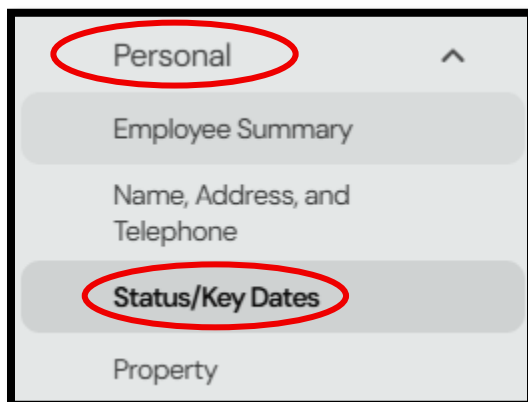 Personal
Employee Summary
Name, Address, and
Telephone
Status/Key Dates
Property